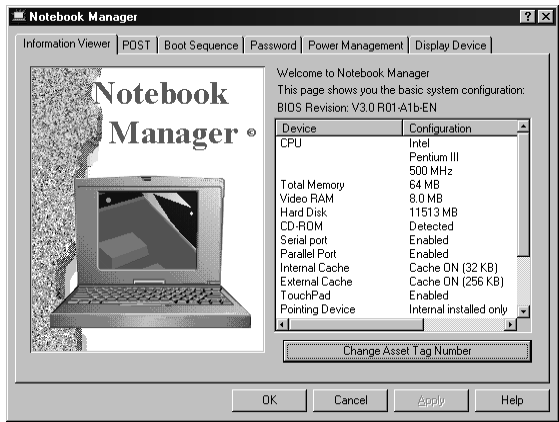 Notebook Manager
Information Viewer POST Boot Sequence Password Power Management Display Device
Notebook
Manager ©
Welcome to Notebook Manager
This page shows you the basic system configuration:
BIOS Revision: V3.0 R01-A1b-EN
Device Configuration
CPU Intel
Pentium III
500 MHz
Total Memory 64 MB
Video RAM 8.0 MB
Hard Disk 11513 MB
CD-ROM Detected
Serial port Enabled
Parallel Port Enabled
Internal Cache Cache ON (32 KB)
External Cache Cache ON (256 KB)
TouchPad Enabled
Pointing Device Internal installed only
Change Asset Tag Number
OK Cancel Apply Help